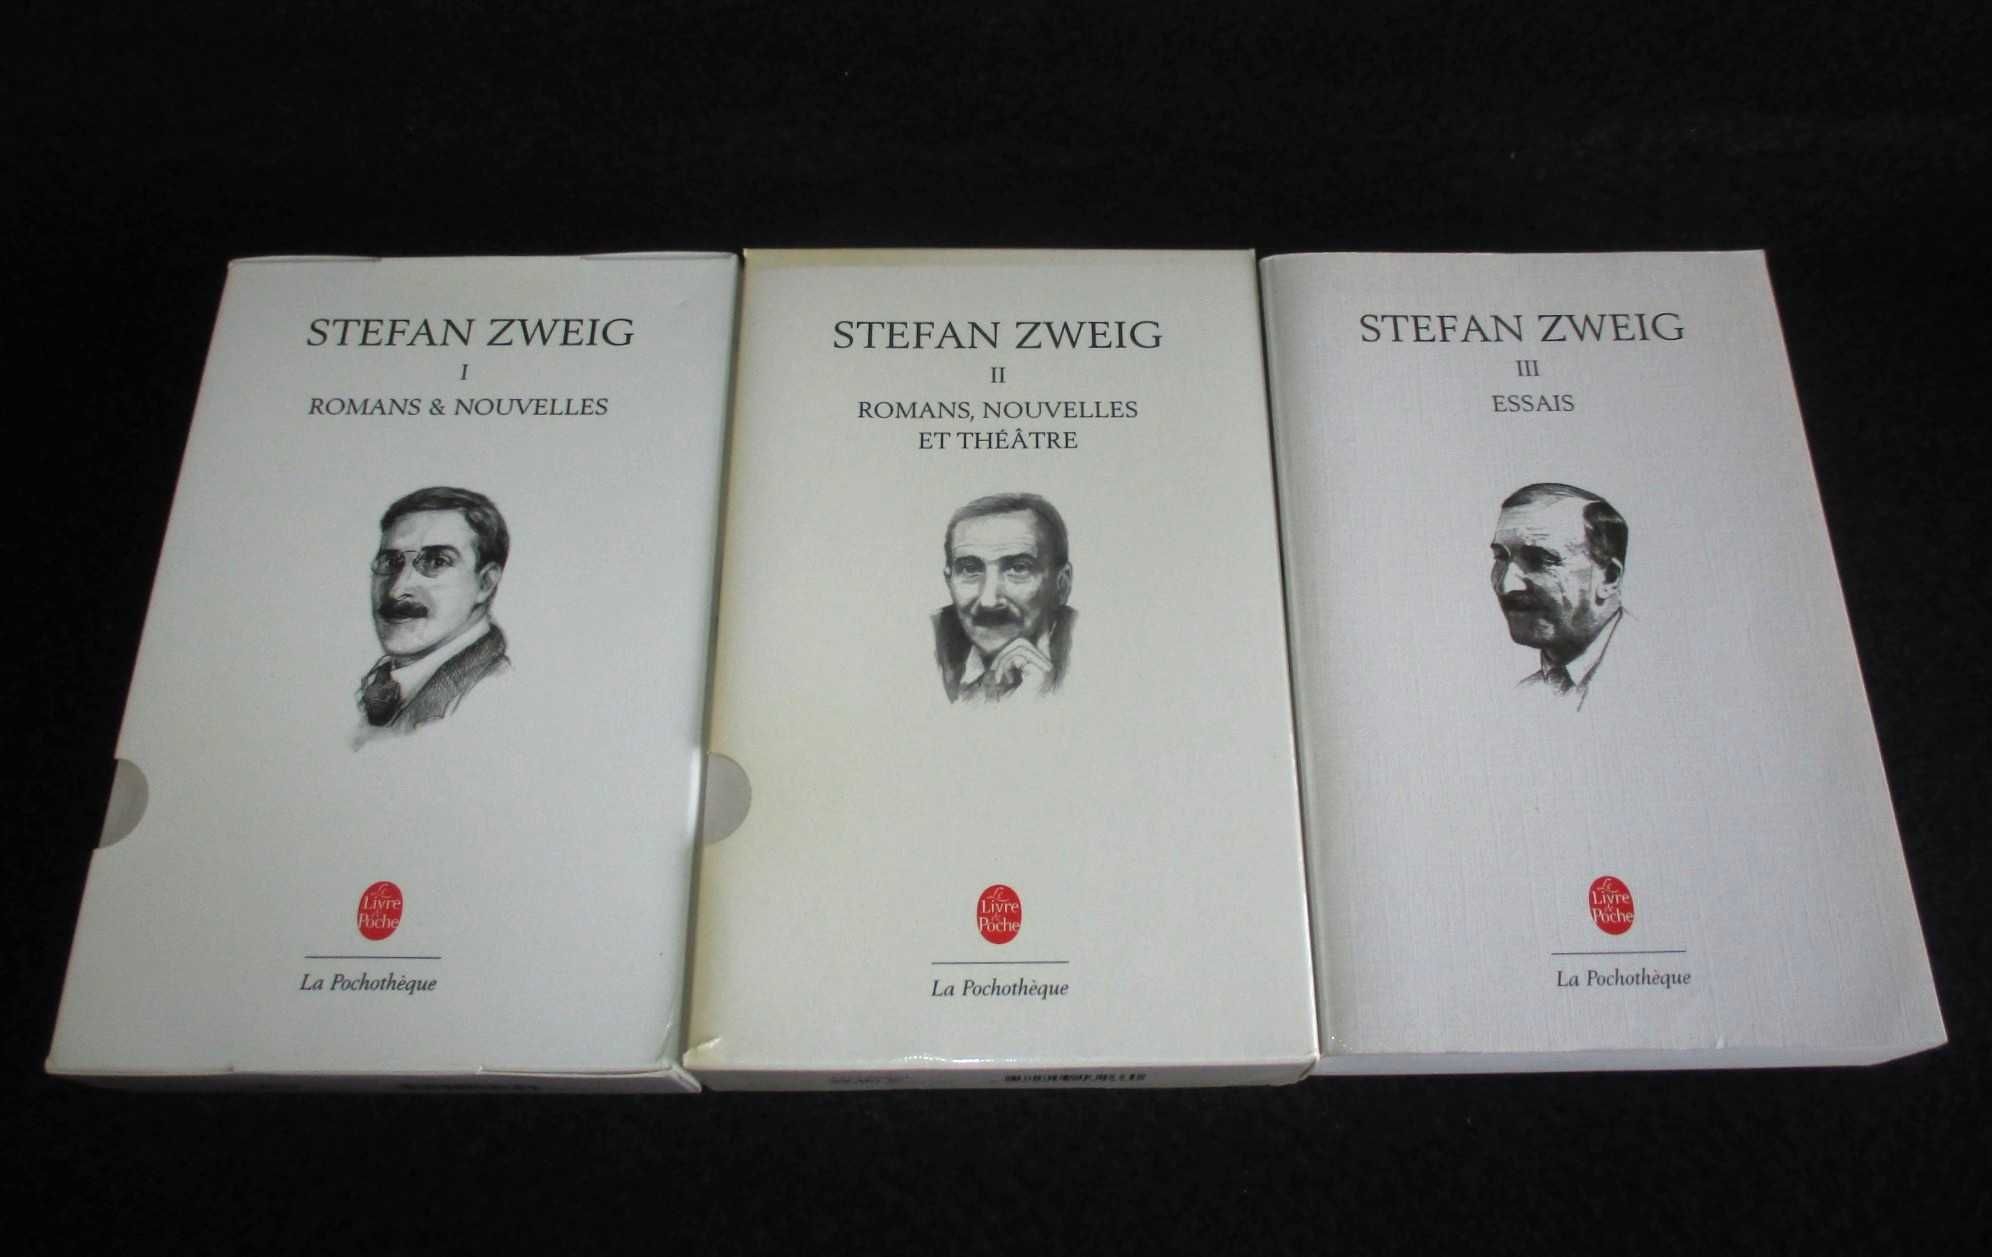 STEFAN ZWEIG
I
ROMANS & NOUVELLES
Le
Livre
de
Poche
La Pochothèque
STEFAN ZWEIG
II
ROMANS, NOUVELLES
ET THÉÂTRE
Le
Livre
de
Poche
La Pochothèque
STEFAN ZWEIG
III
ESSAIS
Le
Livre
de
Poche
La Pochothèque